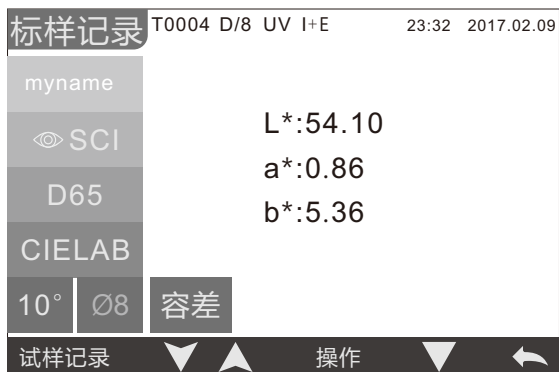 标样记录 T0004 D/8 UV I+E 23:32 2017.02.09
myname
SCI
D65
CIELAB
10° Ø8 容差
L*:54.10
a*:0.86
b*:5.36
试样记录 操作